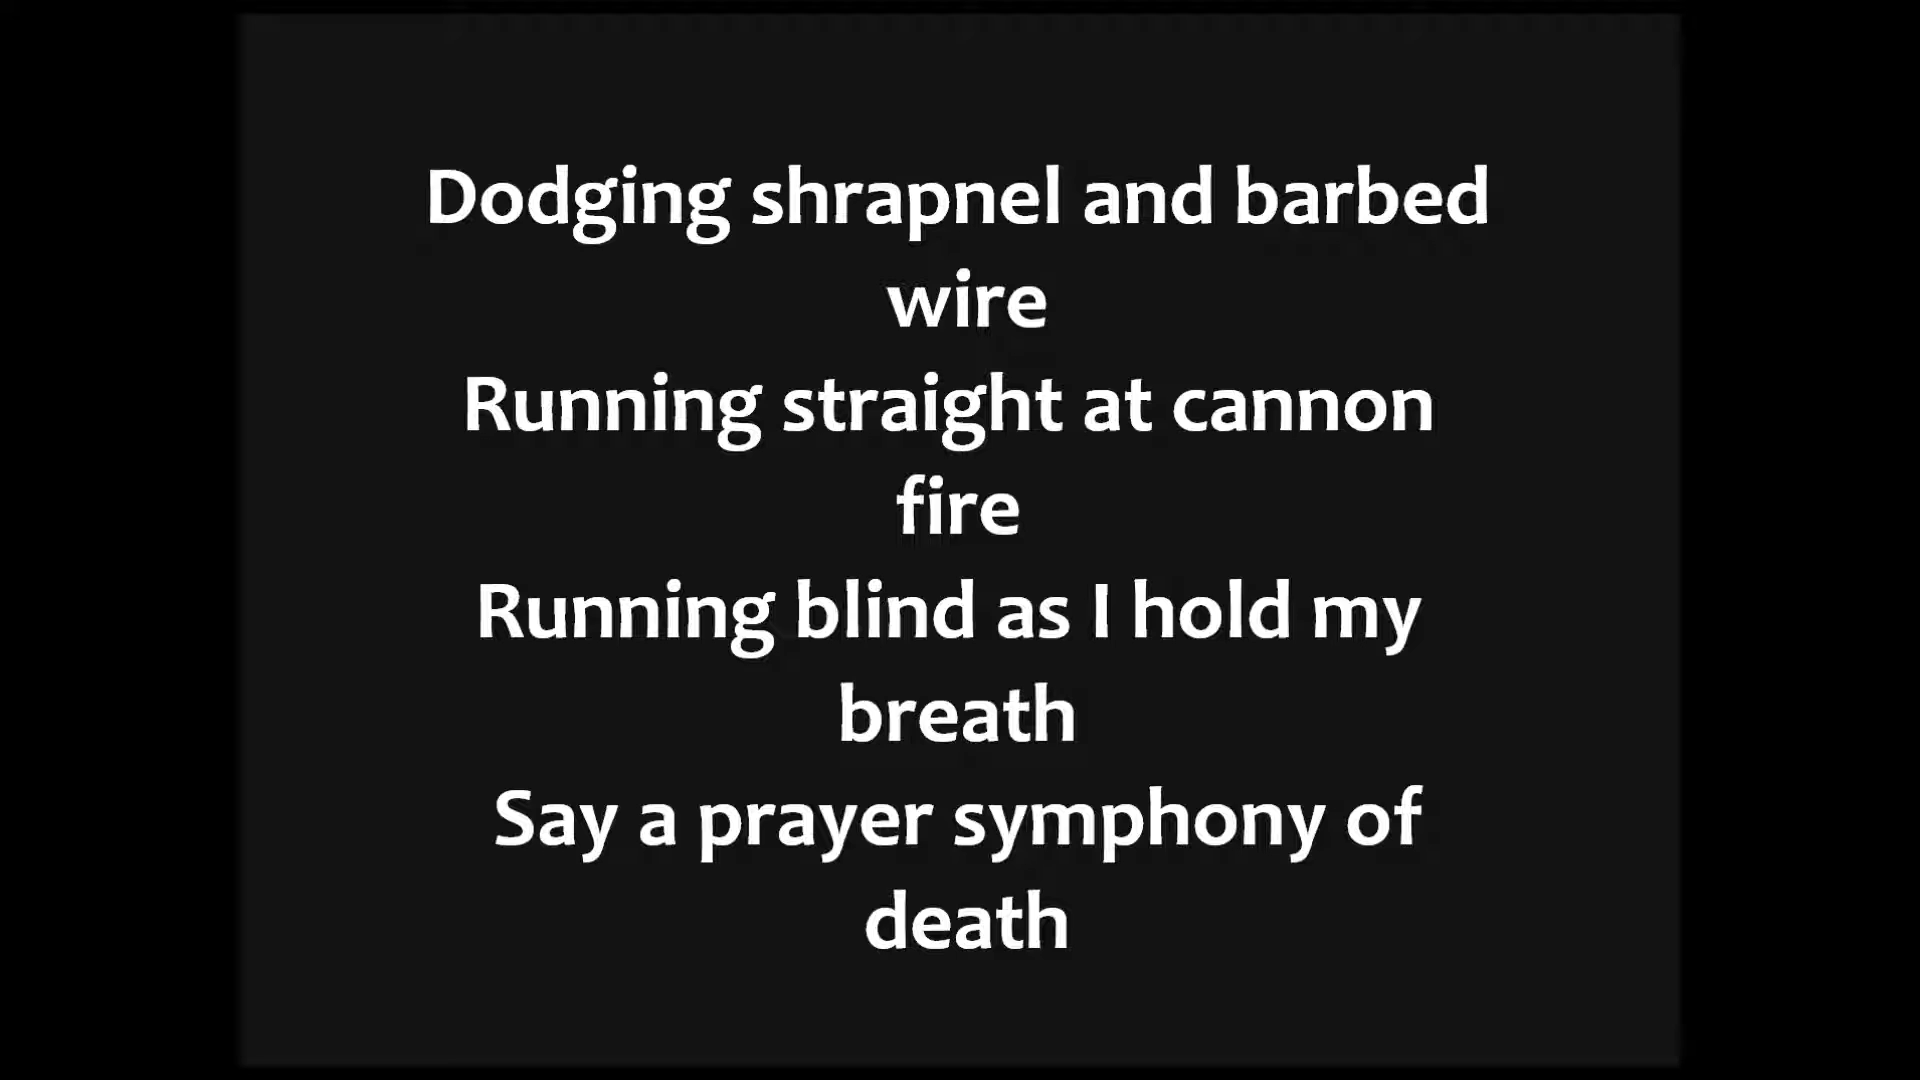 Dodging shrapnel and barbed
wire
Running straight at cannon
fire
Running blind as I hold my
breath
Say a prayer symphony of
death